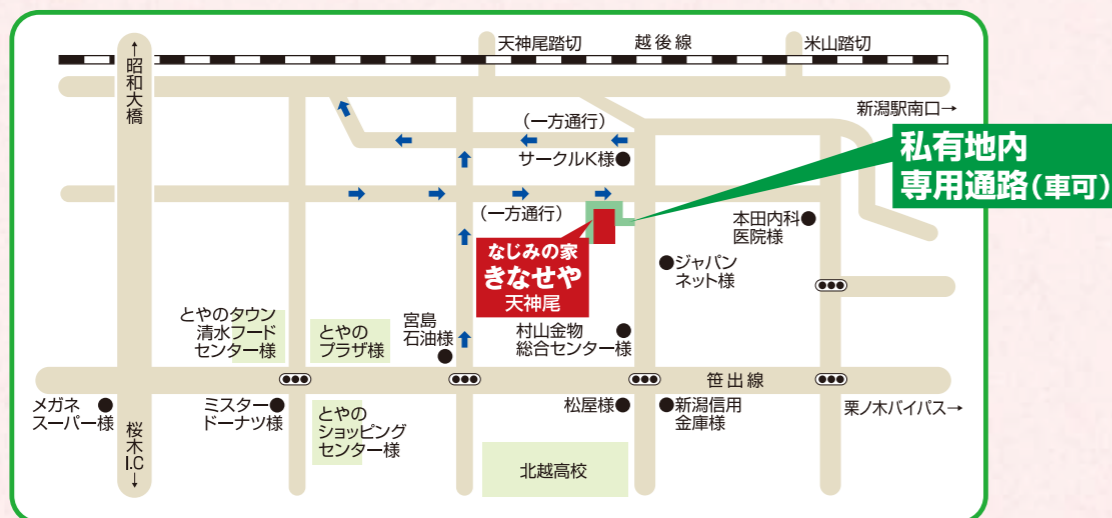 天神尾踏切
越後線
米山踏切
←昭和大橋
新潟駅南口→
(一方通行)
サークルK様
私有地内
専用通路(車可)
(一方通行)
本田内科
医院様
なじみの家
きなせや
天神尾
ジャパン
ネット様
とやのタウン
清水フード
センター様
とやの
プラザ様
宮島
石油様
村山金物
総合センター様
笹出線
メガネ
スーパー様
ミスター
ドーナツ様
とやの
ショッピング
センター様
松屋様
新潟信用
金庫様
栗ノ木バイパス→
桜木I.C→
北越高校